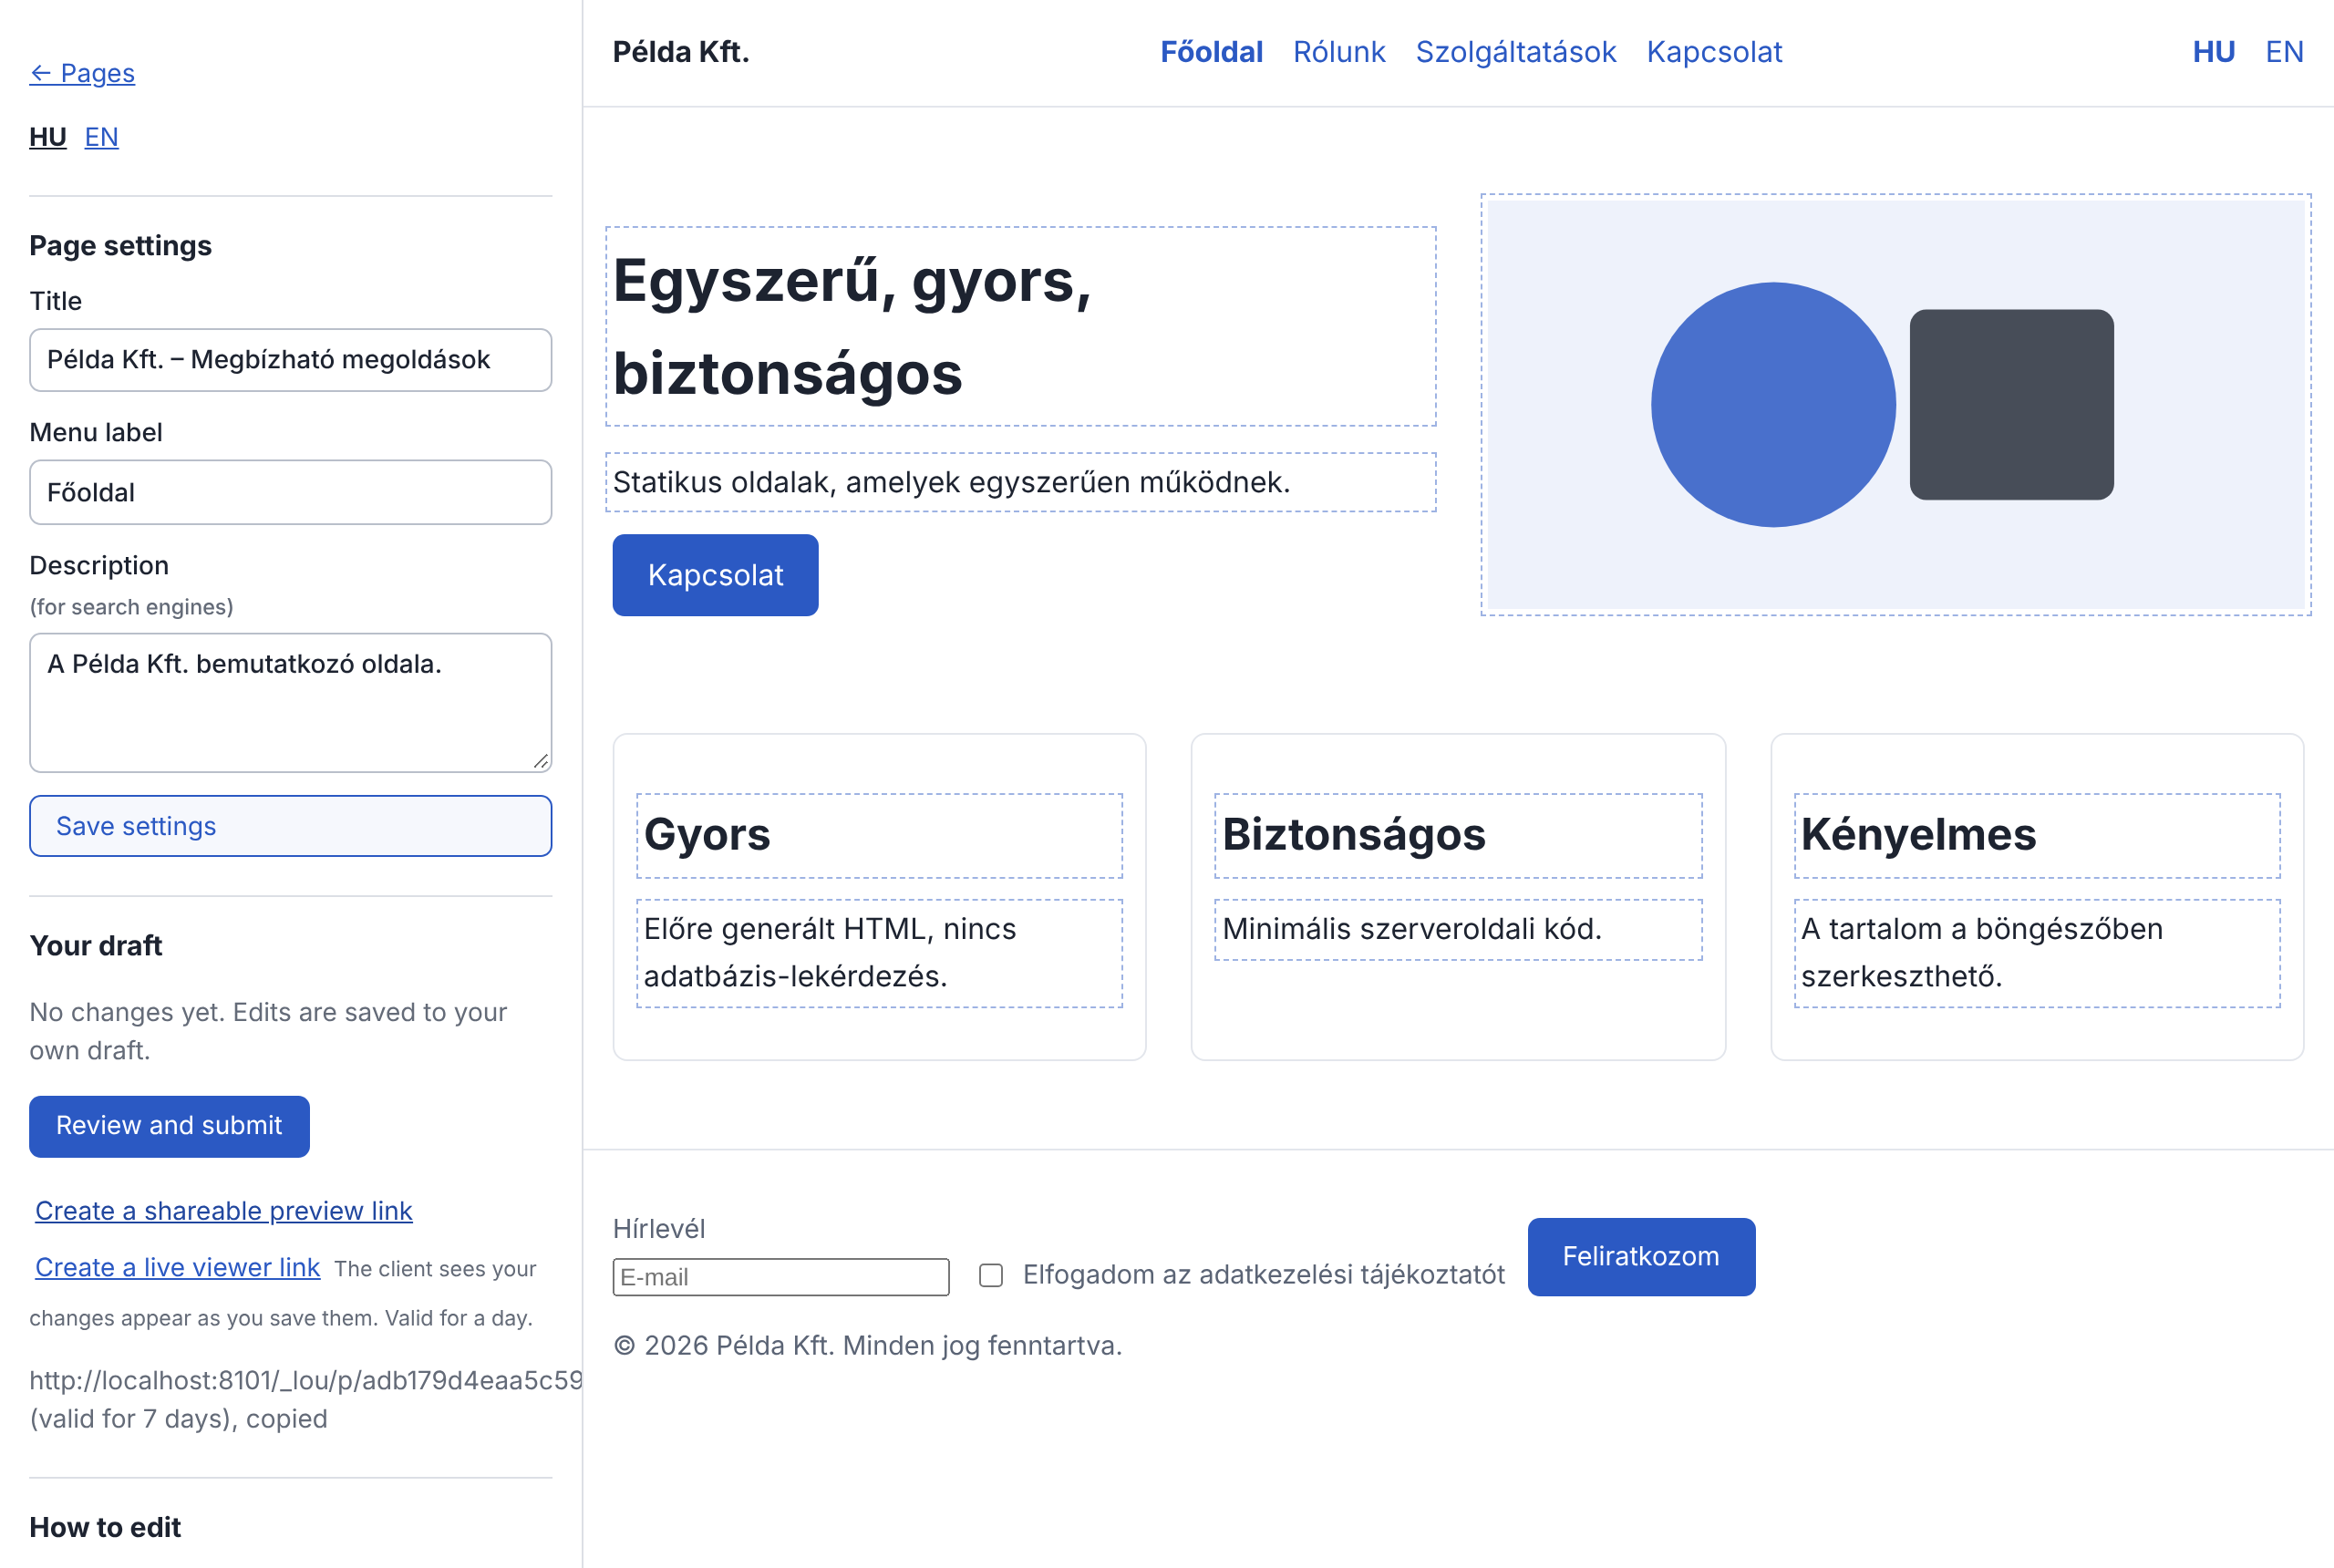 ← Pages
HU EN
Page settings
Title
Példa Kft. – Megbízható megoldások
Menu label
Főoldal
Description
(for search engines)
A Példa Kft. bemutatkozó oldala.
Save settings
Your draft
No changes yet. Edits are saved to your
own draft.
Review and submit
Create a shareable preview link
Create a live viewer link The client sees your
changes appear as you save them. Valid for a day.
http://localhost:8101/_lou/p/adb179d4eaa5c59
(valid for 7 days), copied
How to edit
Példa Kft.
Főoldal Rólunk Szolgáltatások Kapcsolat
HU EN
Egyszerű, gyors,
biztonságos
Statikus oldalak, amelyek egyszerűen működnek.
Kapcsolat
Gyors
Előre generált HTML, nincs
adatbázis-lekérdezés.
Biztonságos
Minimális szerveroldali kód.
Kényelmes
A tartalom a böngészőben
szerkeszthető.
Hírlevél
E-mail
Elfogadom az adatkezelési tájékoztatót
Feliratkozom
© 2026 Példa Kft. Minden jog fenntartva.